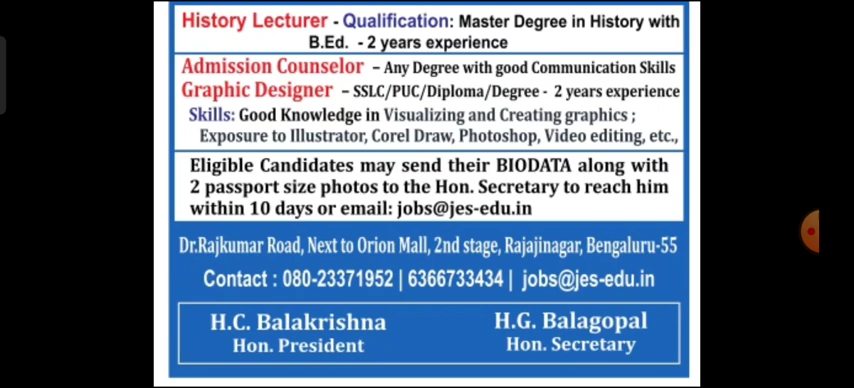 History Lecturer - Qualification: Master Degree in History with
B.Ed. - 2 years experience
Admission Counselor - Any Degree with good Communication Skills
Graphic Designer - SSLC/PUC/Diploma/Degree - 2 years experience
Skills: Good Knowledge in Visualizing and Creating graphics ;
Exposure to Illustrator, Corel Draw, Photoshop, Video editing, etc.,
Eligible Candidates may send their BIODATA along with
2 passport size photos to the Hon. Secretary to reach him
within 10 days or email: jobs@jes-edu.in
Dr.Rajkumar Road, Next to Orion Mall, 2nd stage, Rajajinagar, Bengaluru-55
Contact : 080-23371952 | 6366733434 | jobs@jes-edu.in
H.C. Balakrishna
Hon. President
H.G. Balagopal
Hon. Secretary